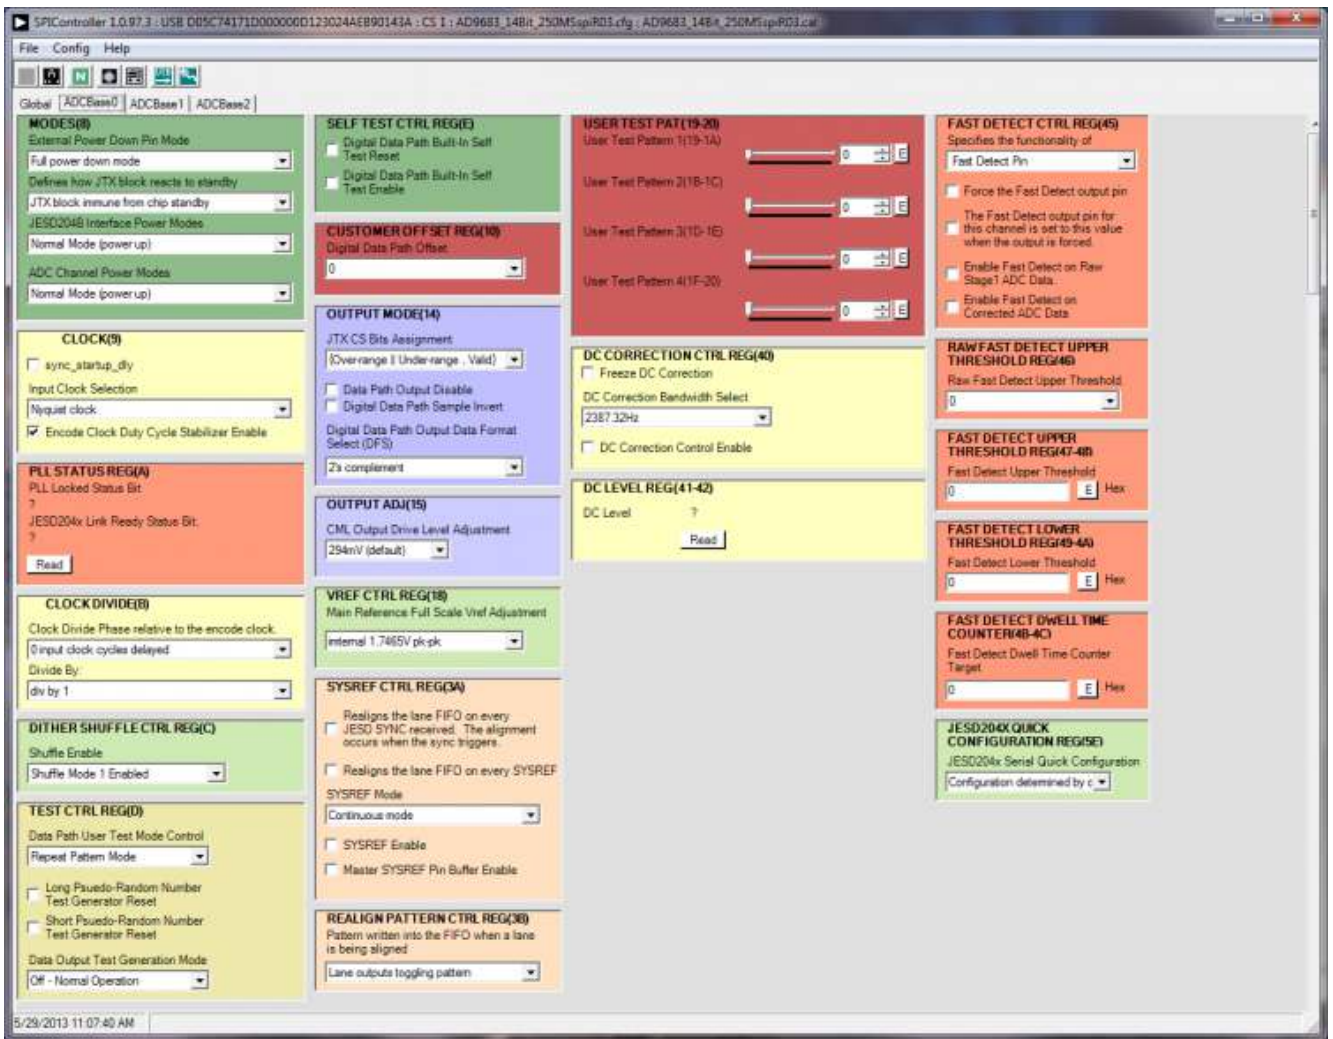 SPIController 1.0.97.3 : USB D05C74171D000000D123024AEB90143A : CS 1 : AD9683_14Bit_250MSspiR03.cfg : AD9683_14Bit_250MSspiR03.cal
File Config Help
Global ADCBase0 ADCBase1 ADCBase2
MODES(8)
External Power Down Pin Mode
Full power down mode
Defines how JTX block reacts to standby
JTX block immune from chip standby
JESD204B Interface Power Modes
Normal Mode (power up)
ADC Channel Power Modes
Normal Mode (power up)
CLOCK(9)
sync_startup_dly
Input Clock Selection
Nyquist clock
Encode Clock Duty Cycle Stabilizer Enable
PLL STATUS REG(A)
PLL Locked Status Bit
?
JESD204x Link Ready Status Bit.
?
Read
CLOCK DIVIDE(B)
Clock Divide Phase relative to the encode clock.
0 input clock cycles delayed
Divide By:
div by 1
DITHER SHUFFLE CTRL REG(C)
Shuffle Enable
Shuffle Mode 1 Enabled
TEST CTRL REG(D)
Data Path User Test Mode Control
Repeat Pattern Mode
Long Psuedo-Random Number
Test Generator Reset
Short Psuedo-Random Number
Test Generator Reset
Data Output Test Generation Mode
Off - Normal Operation
SELF TEST CTRL REG(E)
Digital Data Path Built-In Self
Test Reset
Digital Data Path Built-In Self
Test Enable
CUSTOMER OFFSET REG(10)
Digital Data Path Offset
0
OUTPUT MODE(14)
JTX CS Bits Assignment
{Over-range || Under-range , Valid}
Data Path Output Disable
Digital Data Path Sample Invert
Digital Data Path Output Data Format
Select (DFS)
2's complement
OUTPUT ADJ(15)
CML Output Drive Level Adjustment
294mV (default)
VREF CTRL REG(18)
Main Reference Full Scale Vref Adjustment
internal 1.7465V pk-pk
SYSREF CTRL REG(3A)
Realigns the lane FIFO on every
JESD SYNC received. The alignment
occurs when the sync triggers.
Realigns the lane FIFO on every SYSREF
SYSREF Mode
Continuous mode
SYSREF Enable
Master SYSREF Pin Buffer Enable
REALIGN PATTERN CTRL REG(3B)
Pattern written into the FIFO when a lane
is being aligned
Lane outputs toggling pattern
USER TEST PAT(19-20)
User Test Pattern 1(19-1A)
0 E
User Test Pattern 2(1B-1C)
0 E
User Test Pattern 3(1D-1E)
0 E
User Test Pattern 4(1F-20)
0 E
DC CORRECTION CTRL REG(40)
Freeze DC Correction
DC Correction Bandwidth Select
2387.32Hz
DC Correction Control Enable
DC LEVEL REG(41-42)
DC Level ?
Read
FAST DETECT CTRL REG(45)
Specifies the functionality of
Fast Detect Pin
Force the Fast Detect output pin
The Fast Detect output pin for
this channel is set to this value
when the output is forced.
Enable Fast Detect on Raw
Stage1 ADC Data.
Enable Fast Detect on
Corrected ADC Data
RAW FAST DETECT UPPER
THRESHOLD REG(46)
Raw Fast Detect Upper Threshold
0
FAST DETECT UPPER
THRESHOLD REG(47-48)
Fast Detect Upper Threshold
0 E Hex
FAST DETECT LOWER
THRESHOLD REG(49-4A)
Fast Detect Lower Threshold
0 E Hex
FAST DETECT DWELL TIME
COUNTER(4B-4C)
Fast Detect Dwell Time Counter
Target
0 E Hex
JESD204X QUICK
CONFIGURATION REG(5E)
JESD204x Serial Quick Configuration
Configuration determined by c
5/29/2013 11:07:40 AM